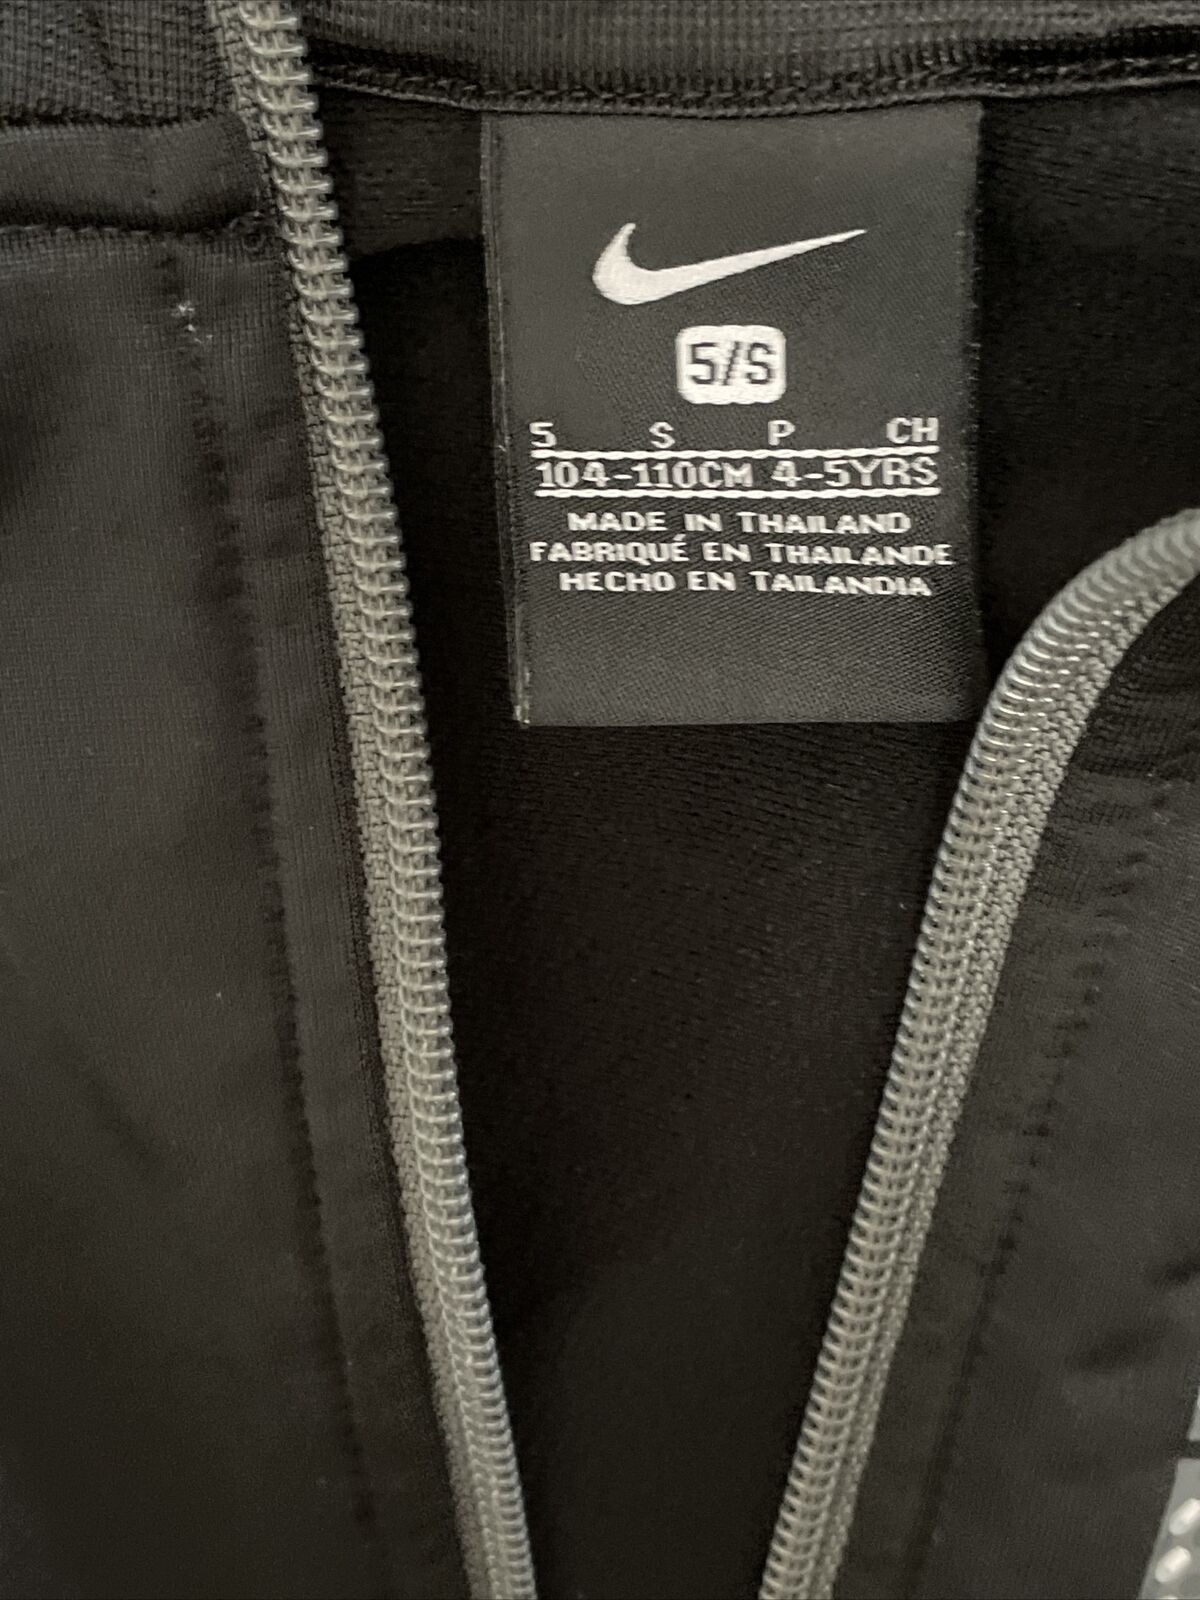 5/S
5 S P CH
104-110CM 4-5YRS
MADE IN THAILAND
FABRIQUÉ EN THAILANDE
HECHO EN TAILANDIA